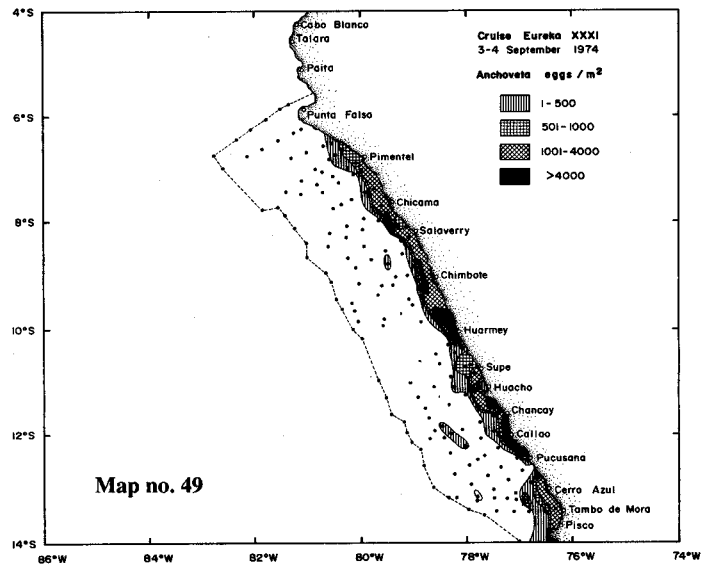 4°S
Cabo Blanco
Talara
Cruise Eureka XXXI
3-4 September 1974
Paita
Anchoveta eggs / m²
1-500
6°S
Punta Falsa
501-1000
1001-4000
Pimentel
>4000
Chicama
8°S
Salaverry
Chimbote
10°S
Huarmey
Supe
Huacho
Chancay
12°S
Callao
Pucusana
Map no. 49
Cerro Azul
Tambo de Mora
Pisco
14°S
86°W
84°W
82°W
80°W
78°W
76°W
74°W